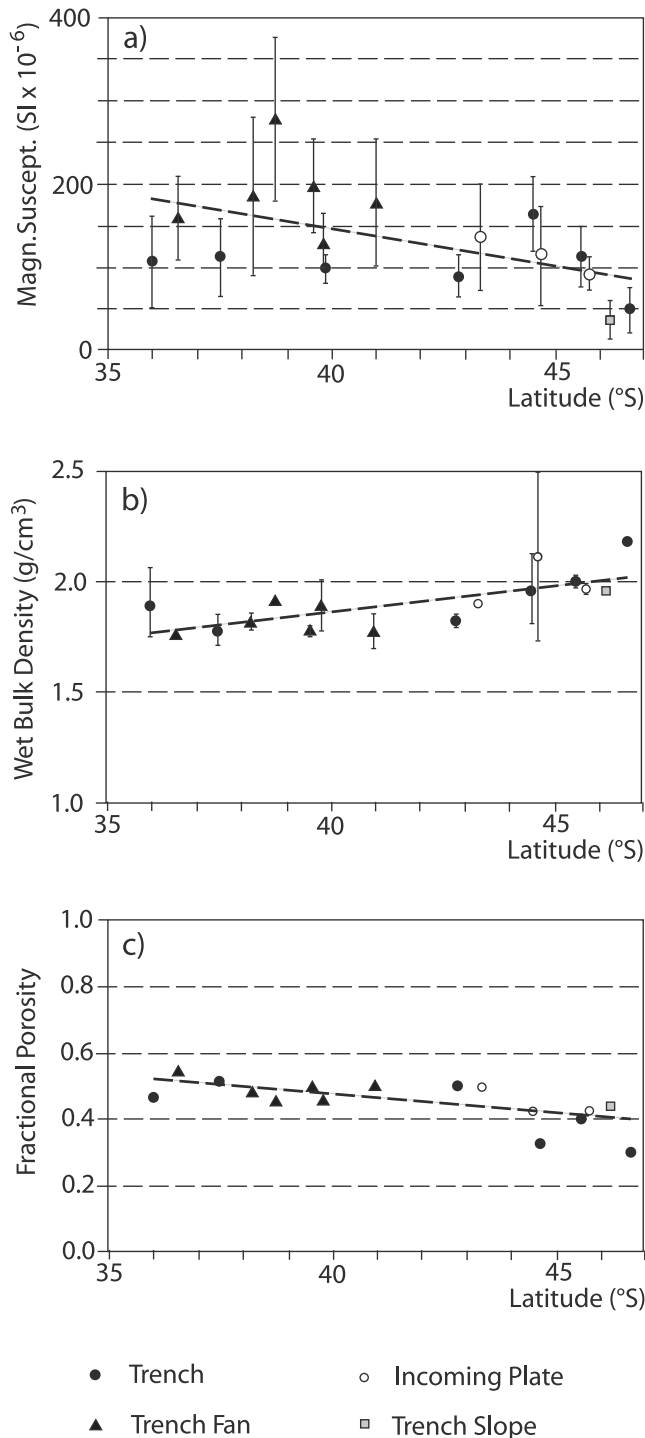 a)
Magn.Suscept. (SI x 10⁻⁶)
400
200
0
35
40
45
Latitude (°S)
b)
Wet Bulk Density (g/cm³)
2.5
2.0
1.5
1.0
35
40
45
Latitude (°S)
c)
Fractional Porosity
1.0
0.8
0.6
0.4
0.2
0.0
35
40
45
Latitude (°S)
Trench
Incoming Plate
Trench Fan
Trench Slope